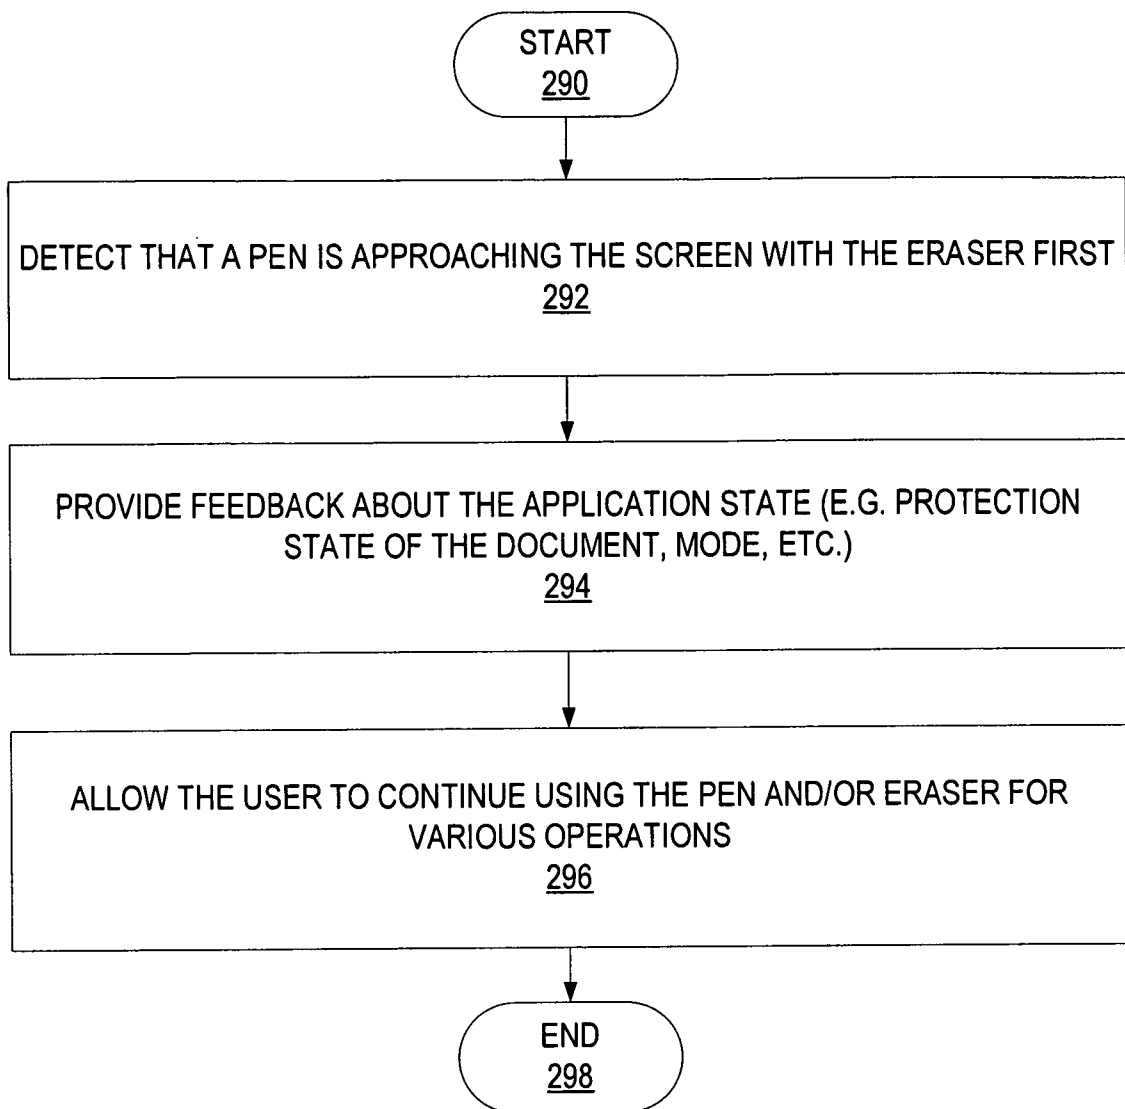 START
290
DETECT THAT A PEN IS APPROACHING THE SCREEN WITH THE ERASER FIRST
292
PROVIDE FEEDBACK ABOUT THE APPLICATION STATE (E.G. PROTECTION
STATE OF THE DOCUMENT, MODE, ETC.)
294
ALLOW THE USER TO CONTINUE USING THE PEN AND/OR ERASER FOR
VARIOUS OPERATIONS
296
END
298